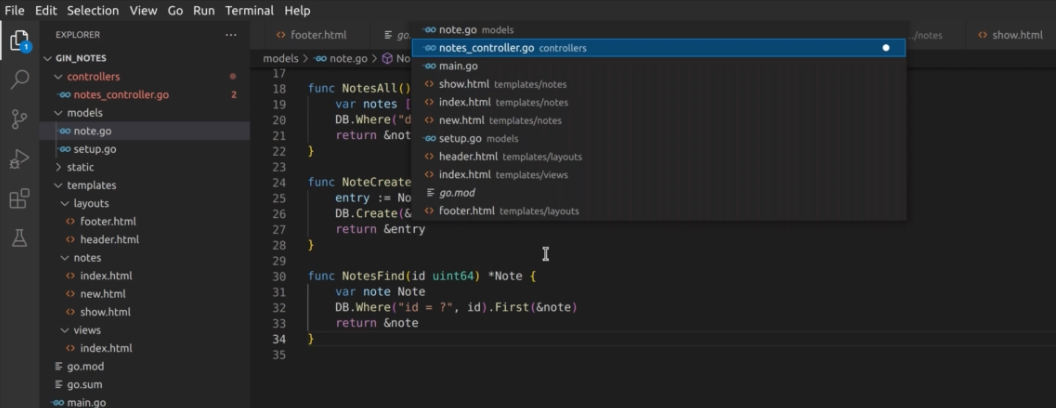 File Edit Selection View Go Run Terminal Help
EXPLORER ...
footer.html go. ../notes show.html
1
GIN_NOTES
controllers
notes_controller.go 2
models
note.go
setup.go
static
templates
layouts
footer.html
header.html
notes
index.html
new.html
show.html
views
index.html
go.mod
go.sum
main.go
note.go models
notes_controller.go controllers
main.go
show.html templates/notes
index.html templates/notes
new.html templates/notes
setup.go models
header.html templates/layouts
index.html templates/views
go.mod
footer.html templates/layouts
models > note.go > No
17
18 func NotesAll()
19 var notes [
20 DB.Where("d
21 return &not
22 }
23
24 func NoteCreate
25 entry := No
26 DB.Create(&
27 return &entry
28 }
29
30 func NotesFind(id uint64) *Note {
31 var note Note
32 DB.Where("id = ?", id).First(&note)
33 return &note
34 }
35